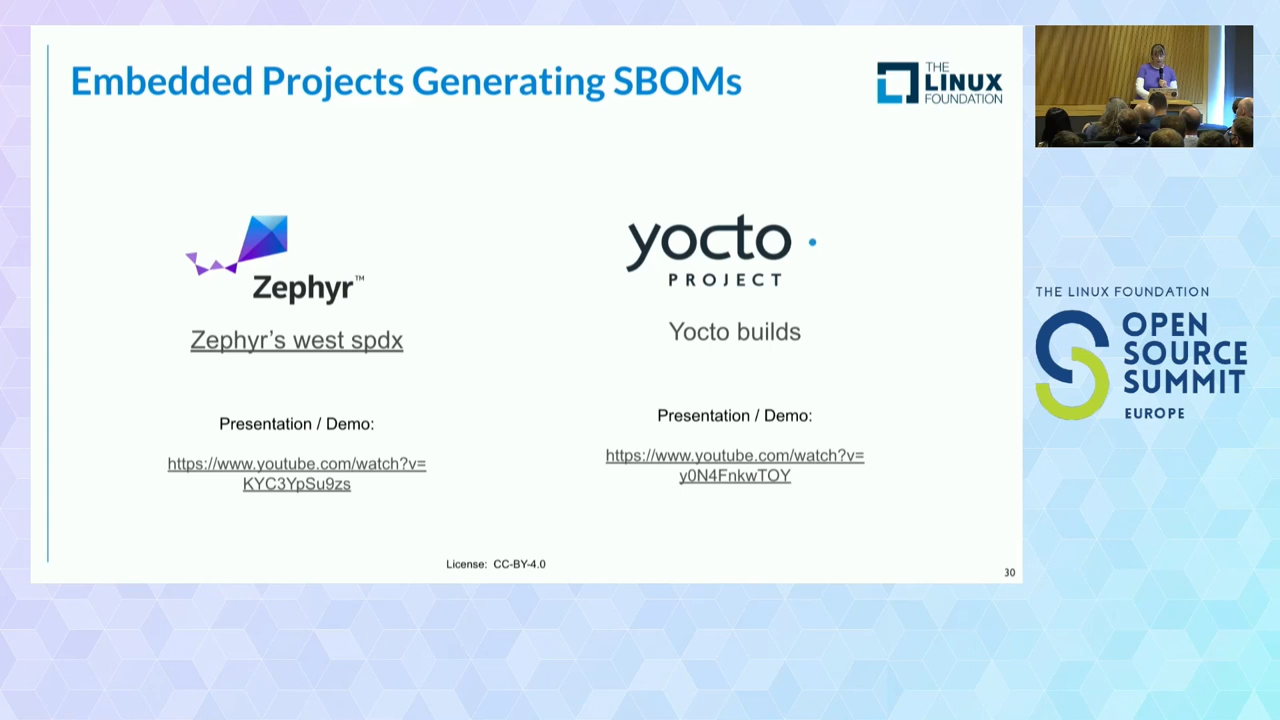 Embedded Projects Generating SBOMs
THE
LINUX
FOUNDATION
Zephyr™
Zephyr's west spdx
Presentation / Demo:
https://www.youtube.com/watch?v=
KYC3YpSu9zs
yocto
PROJECT
Yocto builds
Presentation / Demo:
https://www.youtube.com/watch?v=
y0N4FnkwTOY
License: CC-BY-4.0
30
THE LINUX FOUNDATION
OPEN
SOURCE
SUMMIT
EUROPE